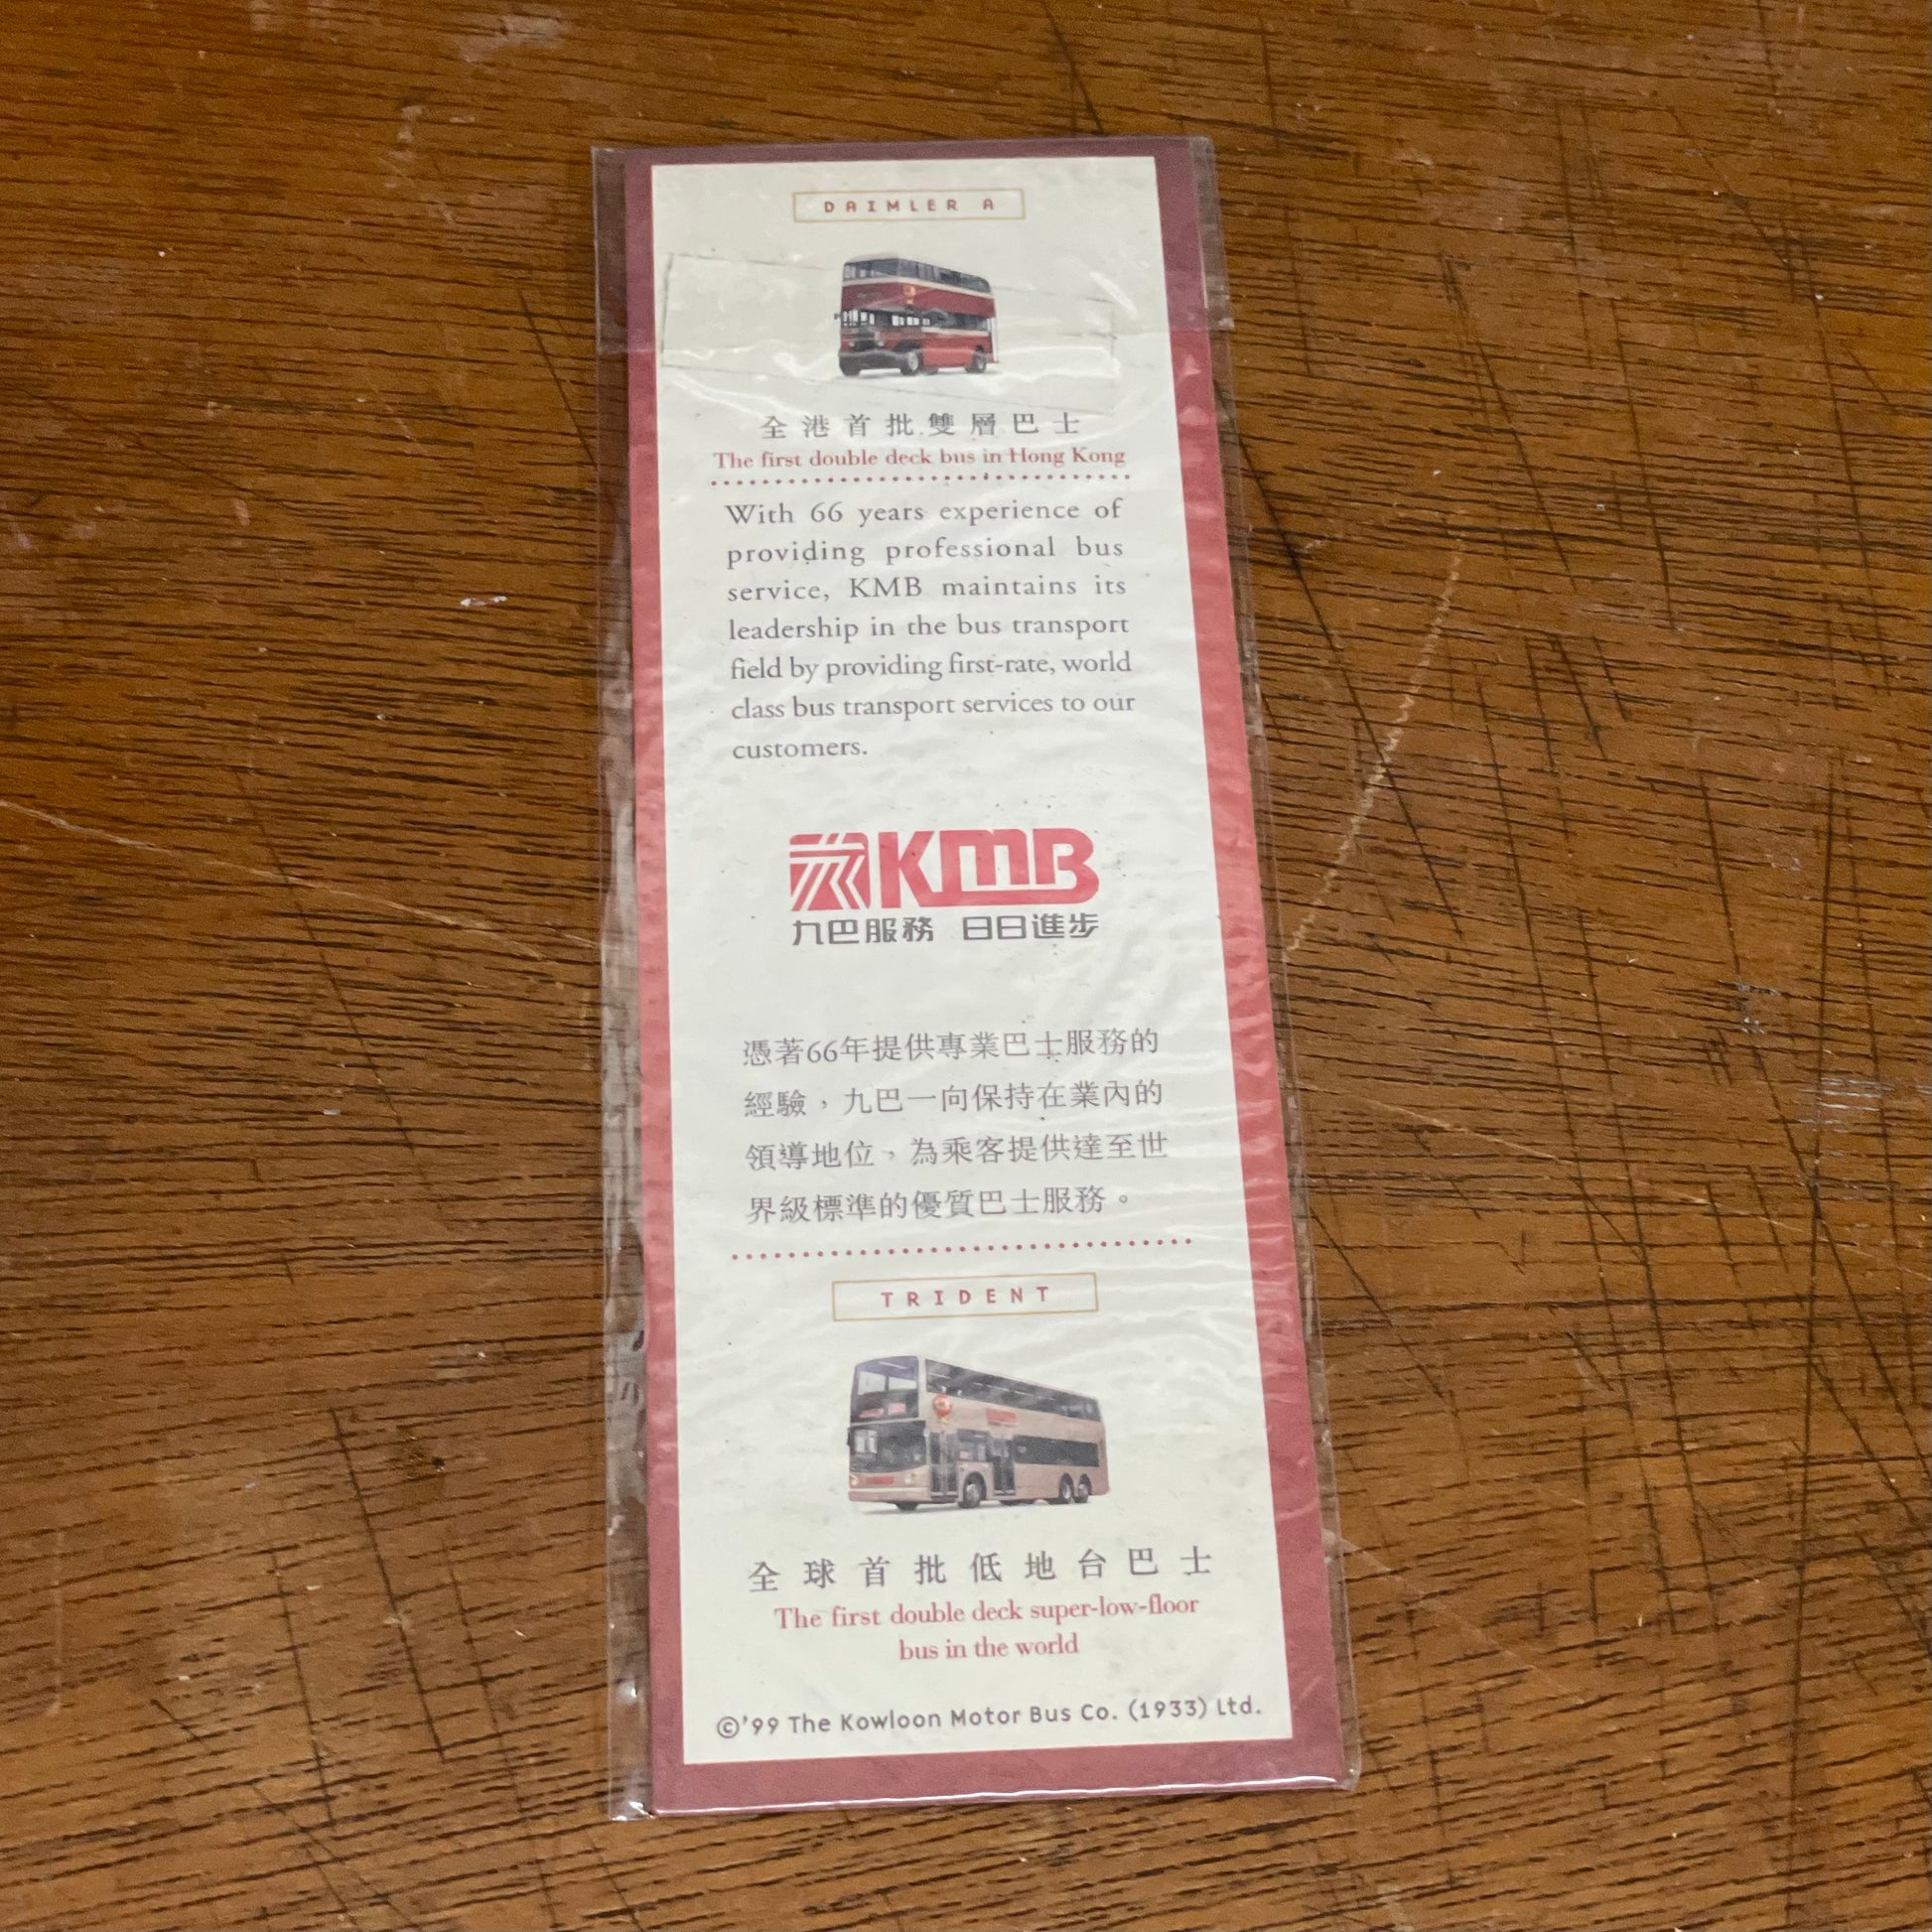 DAIMLER A
全港首批雙層巴士
The first double deck bus in Hong Kong
With 66 years experience of
providing professional bus
service, KMB maintains its
leadership in the bus transport
field by providing first-rate, world
class bus transport services to our
customers.
KMB
九巴服務 日日進步
憑著66年提供專業巴士服務的
經驗，九巴一向保持在業內的
領導地位，為乘客提供達至世
界級標準的優質巴士服務。
TRIDENT
全球首批低地台巴士
The first double deck super-low-floor
bus in the world
©'99 The Kowloon Motor Bus Co. (1933) Ltd.